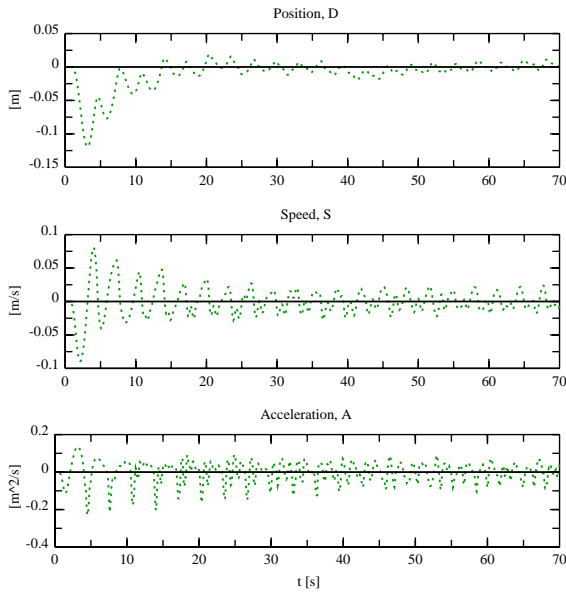 Position, D
0.05
0
-0.05
-0.1
-0.15
[m]
0 10 20 30 40 50 60 70
Speed, S
0.1
0.05
0
-0.05
-0.1
[m/s]
0 10 20 30 40 50 60 70
Acceleration, A
0.2
0
-0.2
-0.4
[m^2/s]
0 10 20 30 40 50 60 70
t [s]